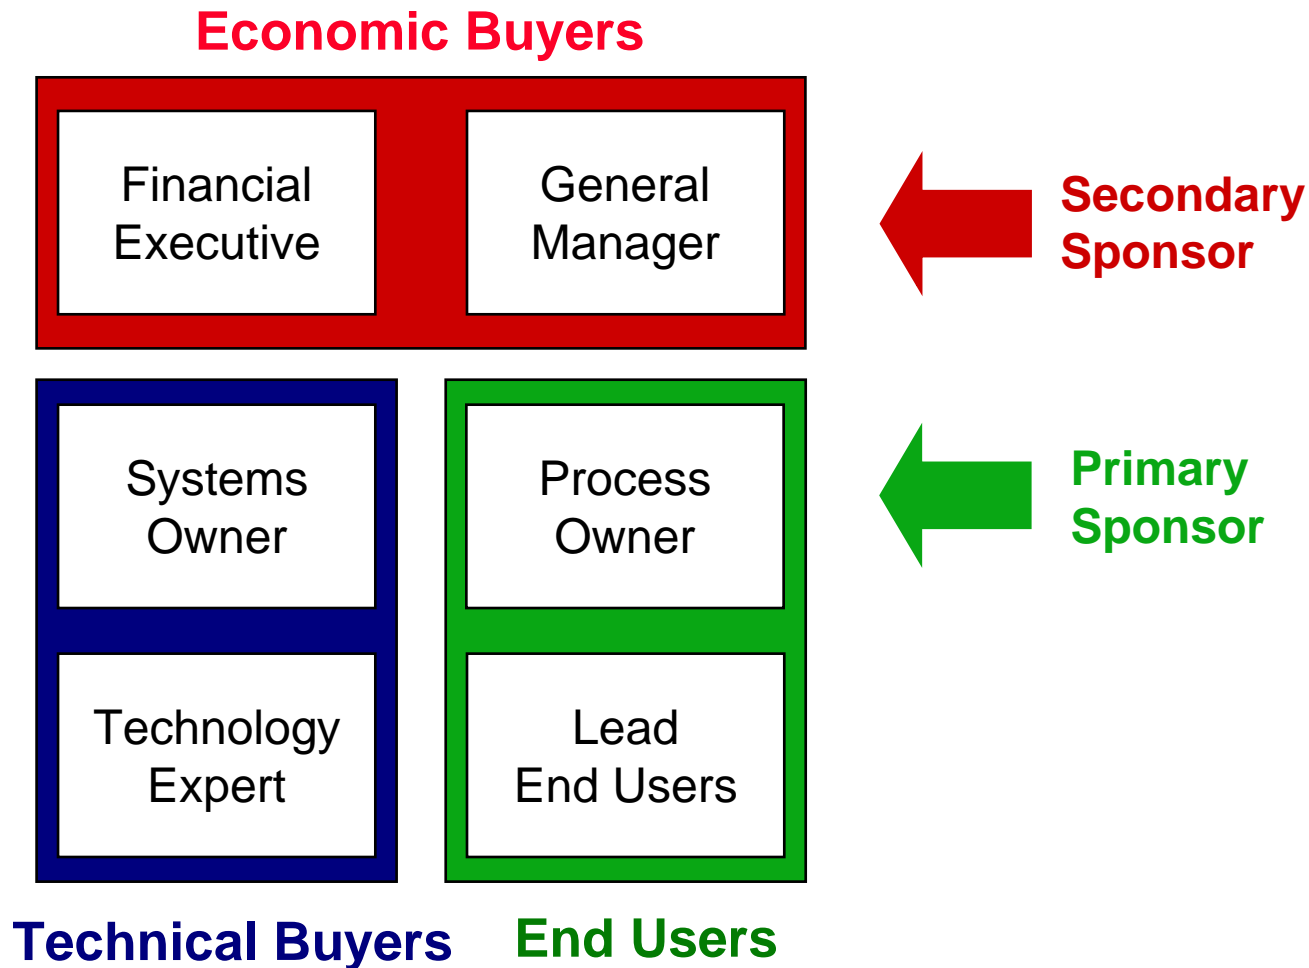 Economic Buyers
Financial
Executive
General
Manager
Secondary
Sponsor
Systems
Owner
Process
Owner
Primary
Sponsor
Technology
Expert
Lead
End Users
Technical Buyers
End Users